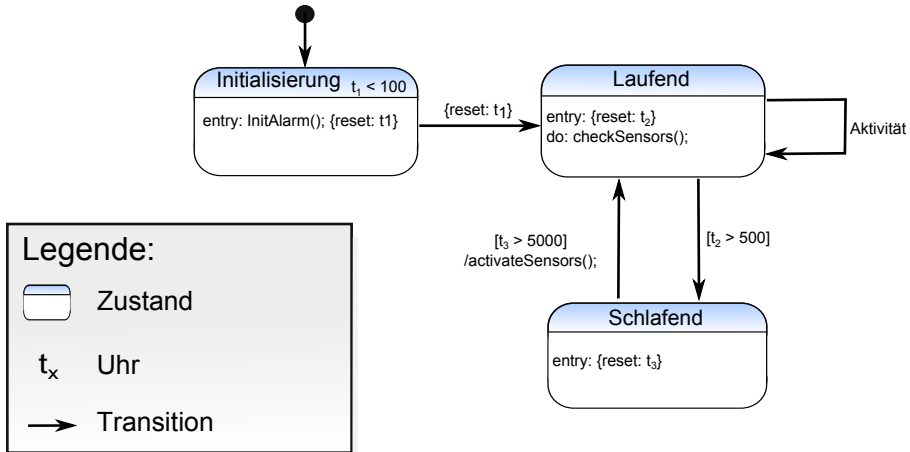 Initialisierung t₁ < 100
entry: InitAlarm(); {reset: t1}
{reset: t1}
Laufend
entry: {reset: t₂}
do: checkSensors();
Aktivität
[t₃ > 5000]
/activateSensors();
[t₂ > 500]
Schlafend
entry: {reset: t₃}
Legende:
Zustand
tₓ Uhr
Transition